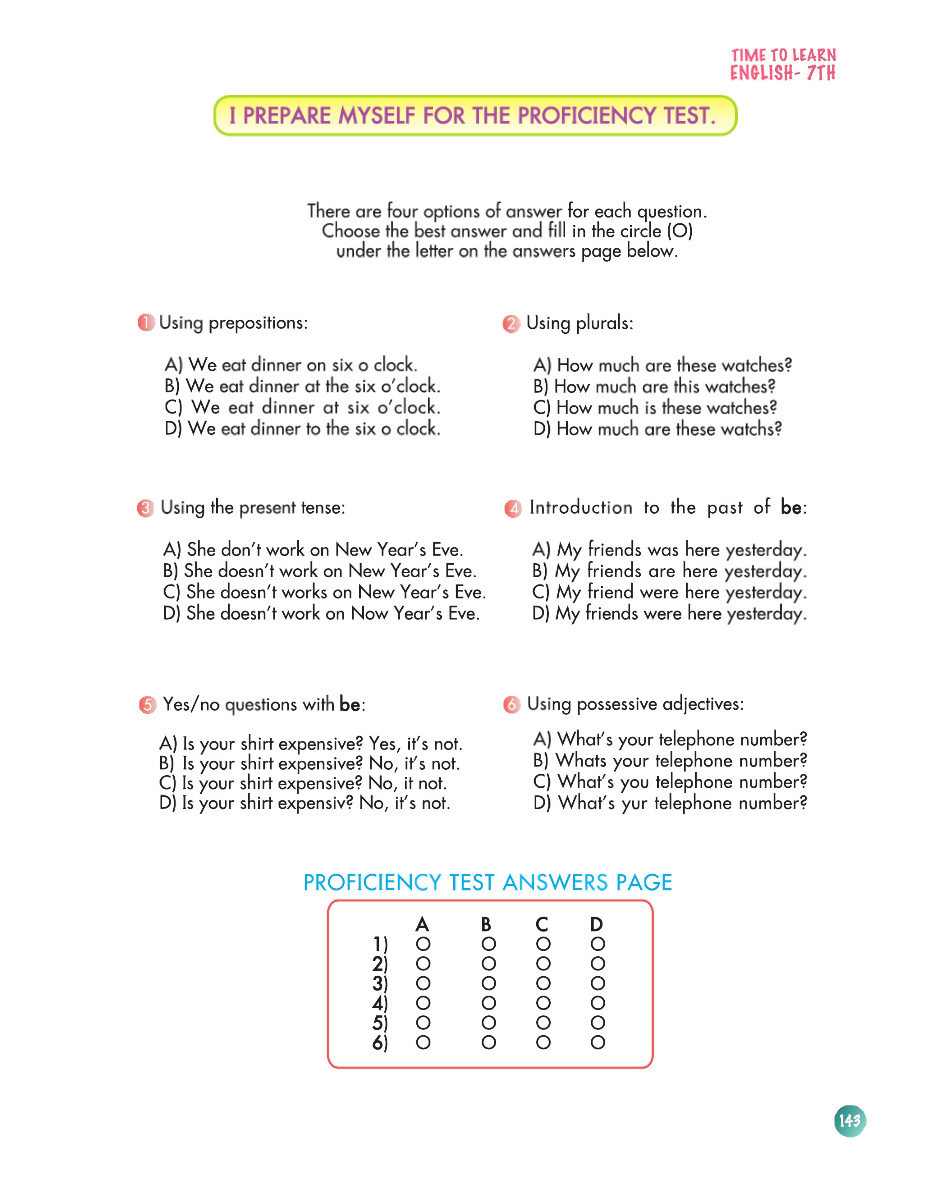 TIME TO LEARN
ENGLISH- 7TH
I PREPARE MYSELF FOR THE PROFICIENCY TEST.
There are four options of answer for each question.
Choose the best answer and fill in the circle (O)
under the letter on the answers page below.
1 Using prepositions:
A) We eat dinner on six o clock.
B) We eat dinner at the six o’clock.
C) We eat dinner at six o’clock.
D) We eat dinner to the six o clock.
2 Using plurals:
A) How much are these watches?
B) How much are this watches?
C) How much is these watches?
D) How much are these watchs?
3 Using the present tense:
A) She don’t work on New Year’s Eve.
B) She doesn’t work on New Year’s Eve.
C) She doesn’t works on New Year’s Eve.
D) She doesn’t work on Now Year’s Eve.
4 Introduction to the past of be:
A) My friends was here yesterday.
B) My friends are here yesterday.
C) My friend were here yesterday.
D) My friends were here yesterday.
5 Yes/no questions with be:
A) Is your shirt expensive? Yes, it’s not.
B) Is your shirt expensive? No, it’s not.
C) Is your shirt expensive? No, it not.
D) Is your shirt expensiv? No, it’s not.
6 Using possessive adjectives:
A) What’s your telephone number?
B) Whats your telephone number?
C) What’s you telephone number?
D) What’s yur telephone number?
PROFICIENCY TEST ANSWERS PAGE
A B C D
1) O O O O
2) O O O O
3) O O O O
4) O O O O
5) O O O O
6) O O O O
143